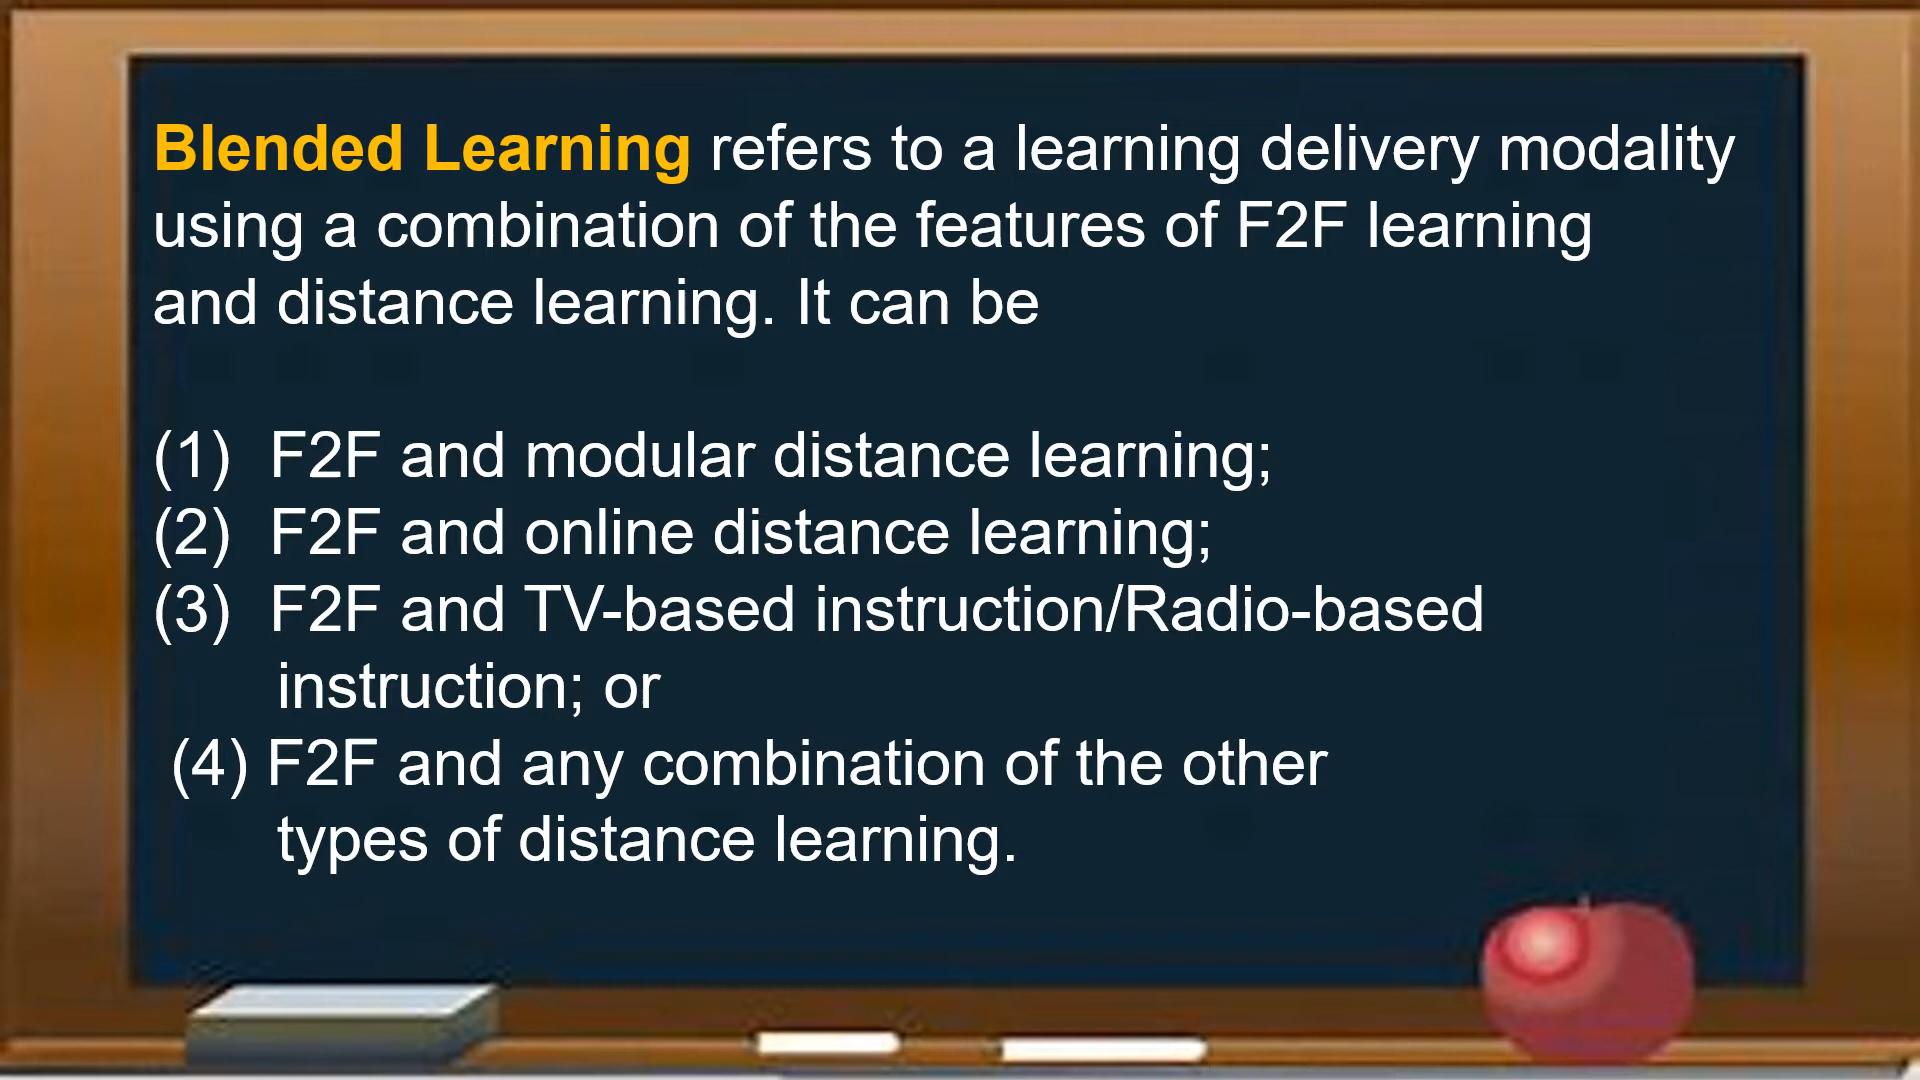 Blended Learning refers to a learning delivery modality
using a combination of the features of F2F learning
and distance learning. It can be
(1) F2F and modular distance learning;
(2) F2F and online distance learning;
(3) F2F and TV-based instruction/Radio-based
instruction; or
(4) F2F and any combination of the other
types of distance learning.